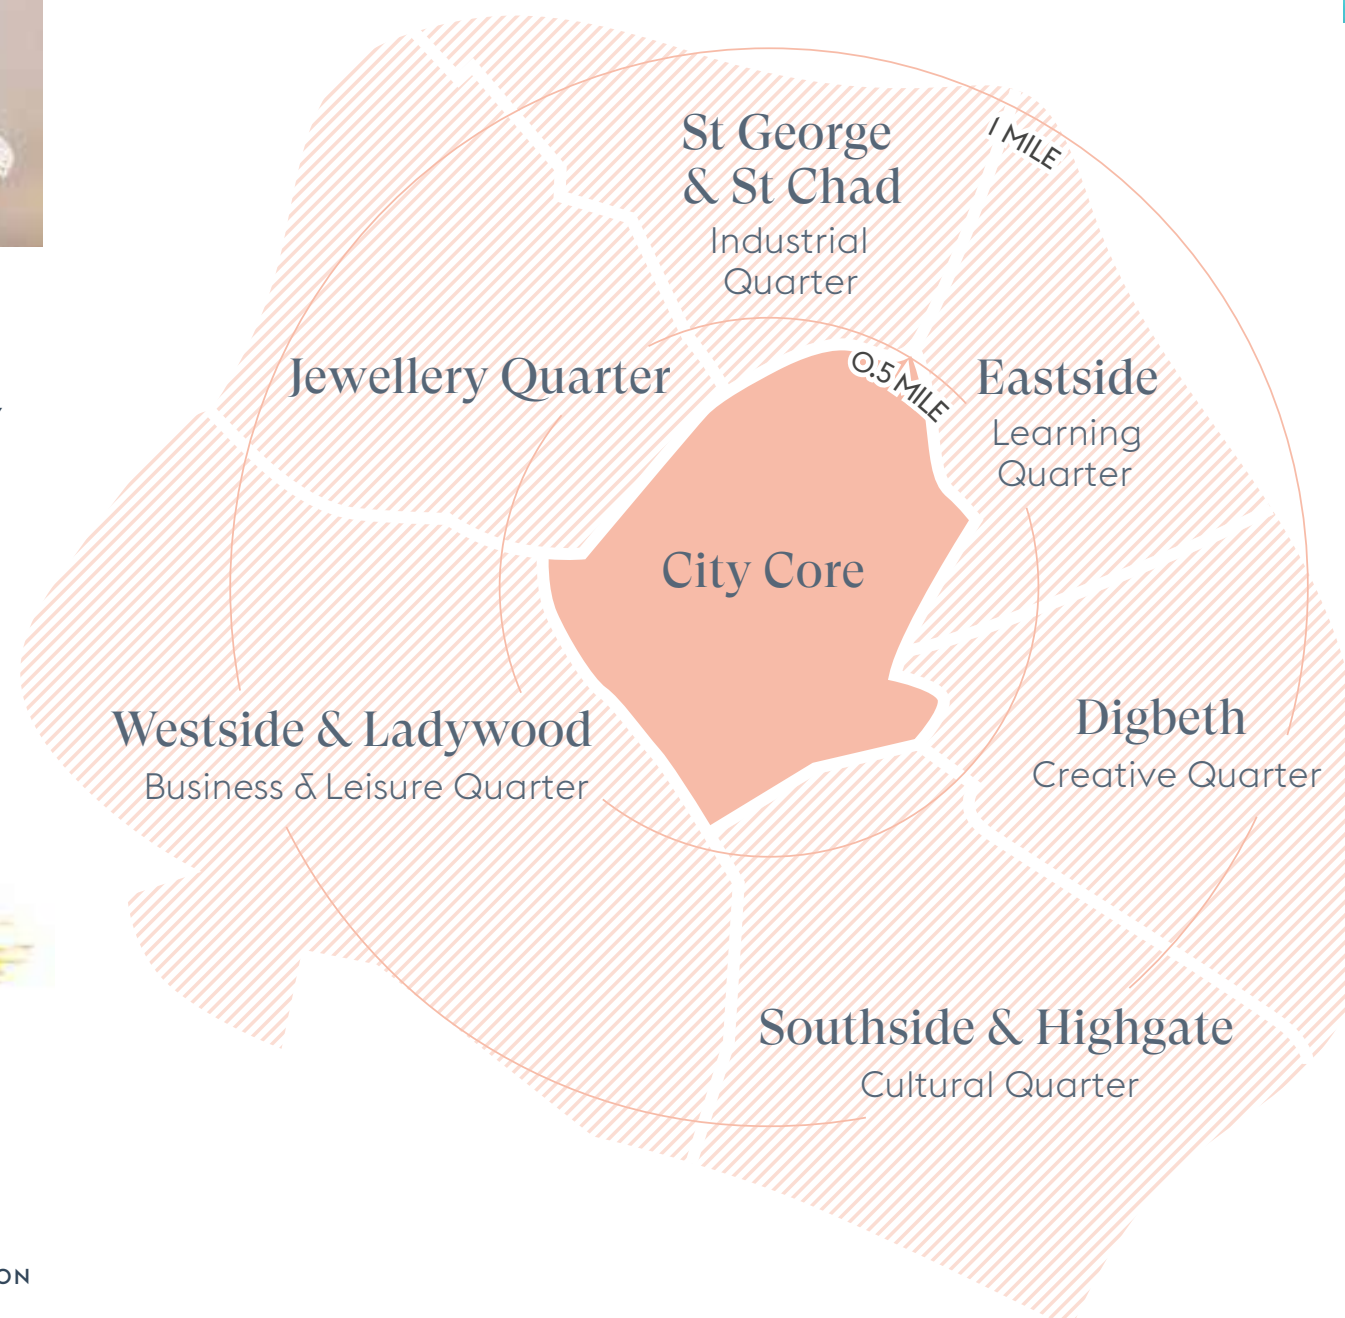 St George
& St Chad
Industrial
Quarter
1 MILE
Jewellery Quarter
0.5 MILE
Eastside
Learning
Quarter
City Core
Westside & Ladywood
Business & Leisure Quarter
Digbeth
Creative Quarter
Southside & Highgate
Cultural Quarter
ON